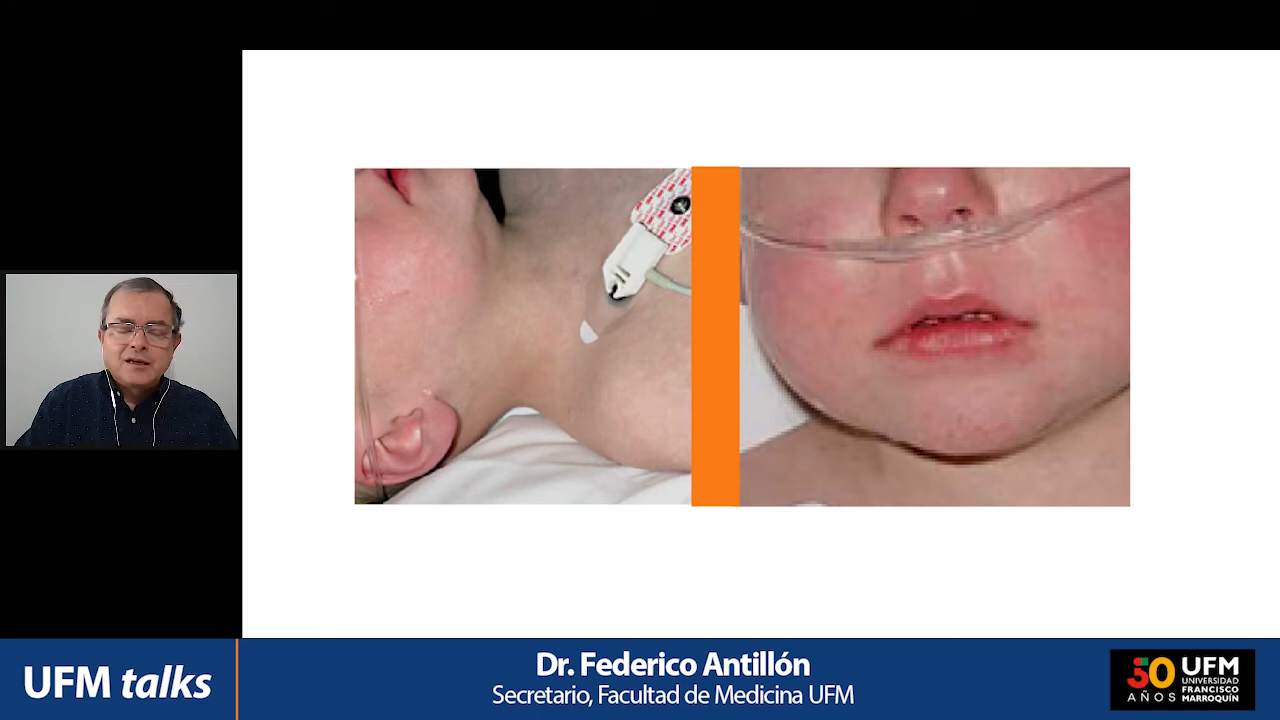 UFM talks
Dr. Federico Antillón
Secretario, Facultad de Medicina UFM
50
AÑOS
UFM
UNIVERSIDAD
FRANCISCO
MARROQUÍN